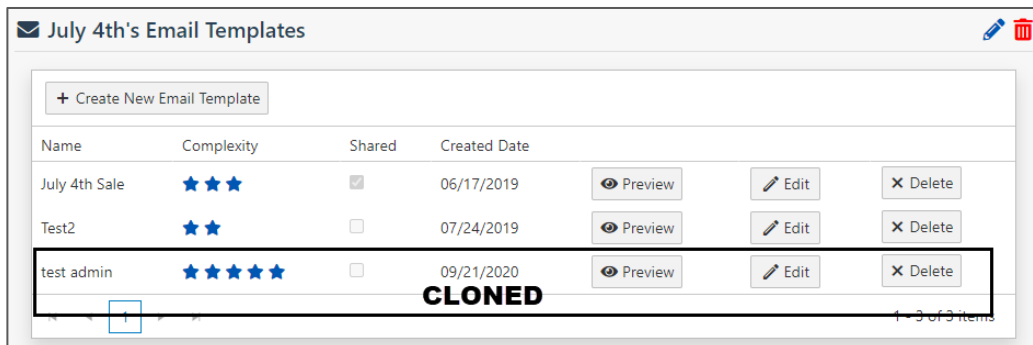 July 4th's Email Templates
+ Create New Email Template
Name Complexity Shared Created Date
July 4th Sale 06/17/2019 Preview Edit Delete
Test2 07/24/2019 Preview Edit Delete
test admin 09/21/2020 Preview Edit Delete
CLONED
1 1 - 3 of 3 items